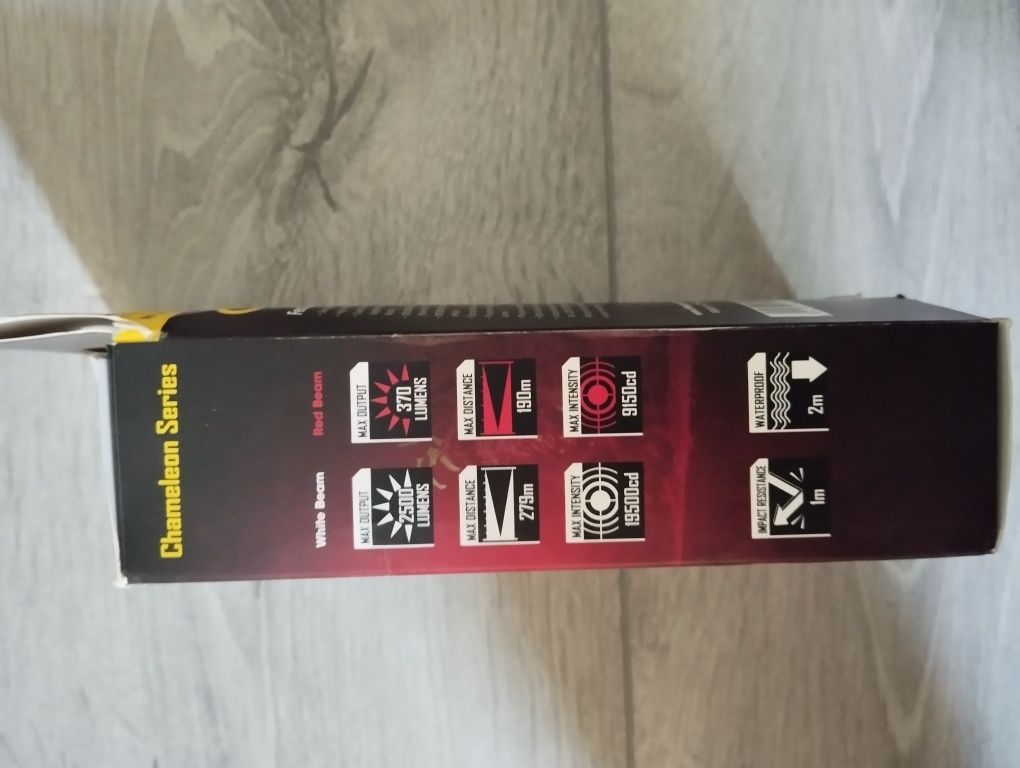 Chameleon Series
White Beam
Red Beam
MAX OUTPUT
2500
LUMENS
MAX OUTPUT
370
LUMENS
MAX DISTANCE
279m
MAX DISTANCE
190m
MAX INTENSITY
19500cd
MAX INTENSITY
9150cd
IMPACT RESISTANCE
1m
WATERPROOF
2m